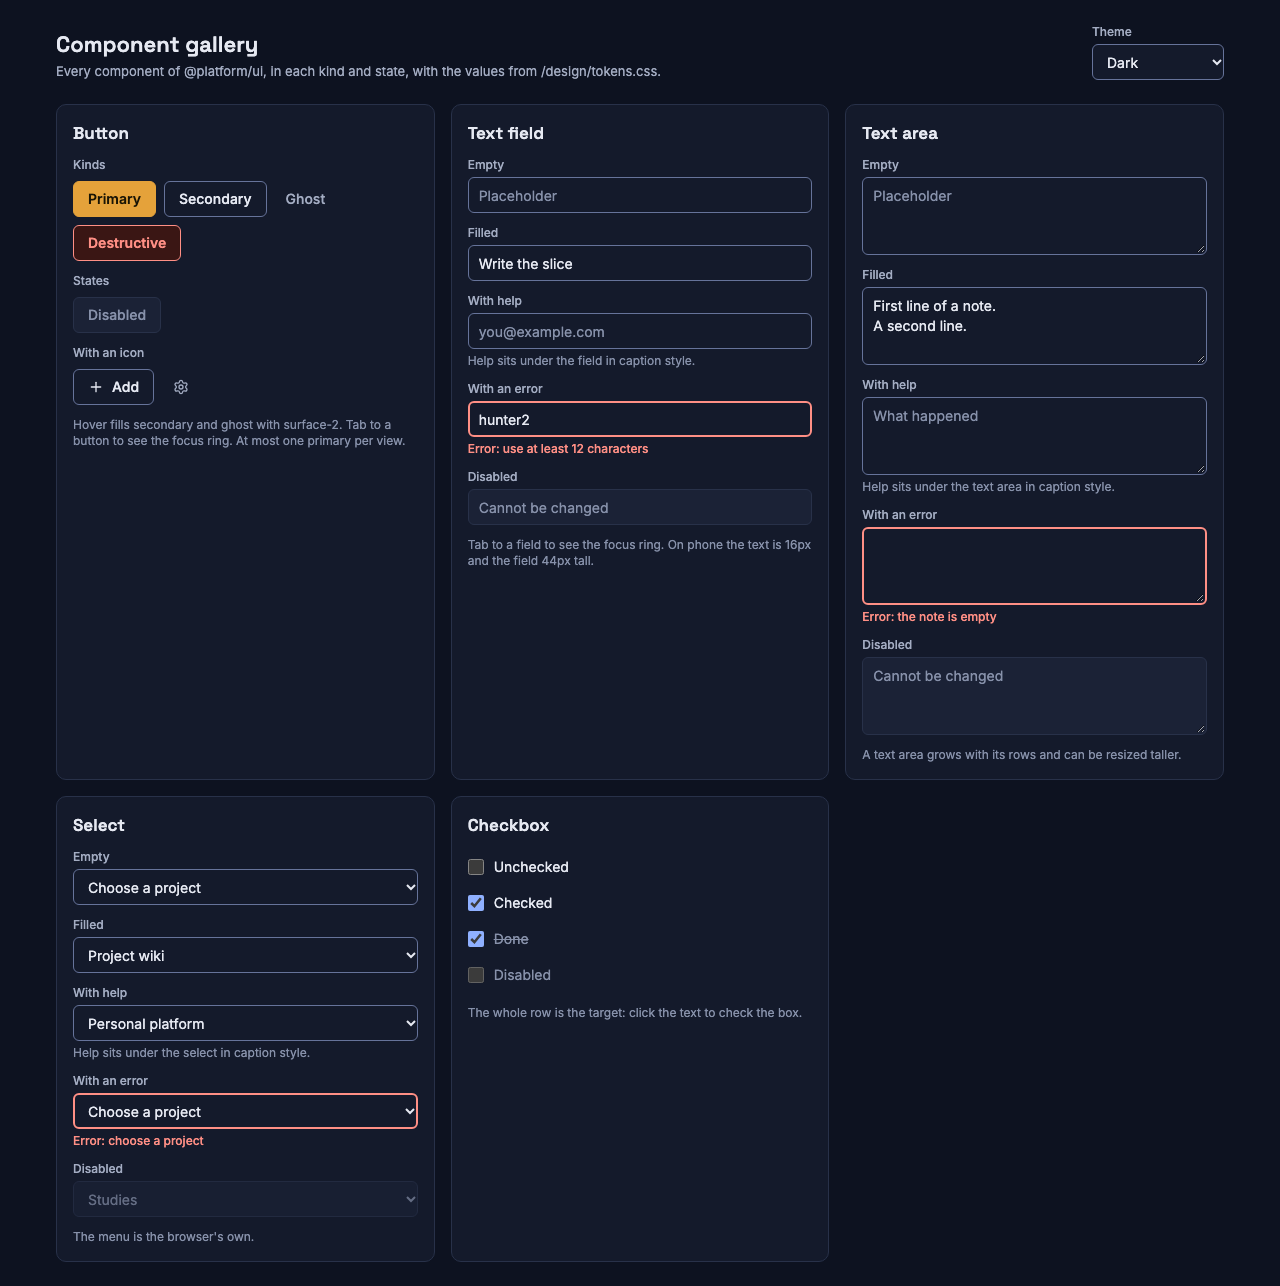 Component gallery
Every component of @platform/ui, in each kind and state, with the values from /design/tokens.css.
Theme
Dark
Button
Kinds
Primary
Secondary
Ghost
Destructive
States
Disabled
With an icon
Add
Hover fills secondary and ghost with surface-2. Tab to a
button to see the focus ring. At most one primary per view.
Text field
Empty
Placeholder
Filled
Write the slice
With help
you@example.com
Help sits under the field in caption style.
With an error
hunter2
Error: use at least 12 characters
Disabled
Cannot be changed
Tab to a field to see the focus ring. On phone the text is 16px
and the field 44px tall.
Text area
Empty
Placeholder
Filled
First line of a note.
A second line.
With help
What happened
Help sits under the text area in caption style.
With an error
Error: the note is empty
Disabled
Cannot be changed
A text area grows with its rows and can be resized taller.
Select
Empty
Choose a project
Filled
Project wiki
With help
Personal platform
Help sits under the select in caption style.
With an error
Choose a project
Error: choose a project
Disabled
Studies
The menu is the browser's own.
Checkbox
Unchecked
Checked
Done
Disabled
The whole row is the target: click the text to check the box.